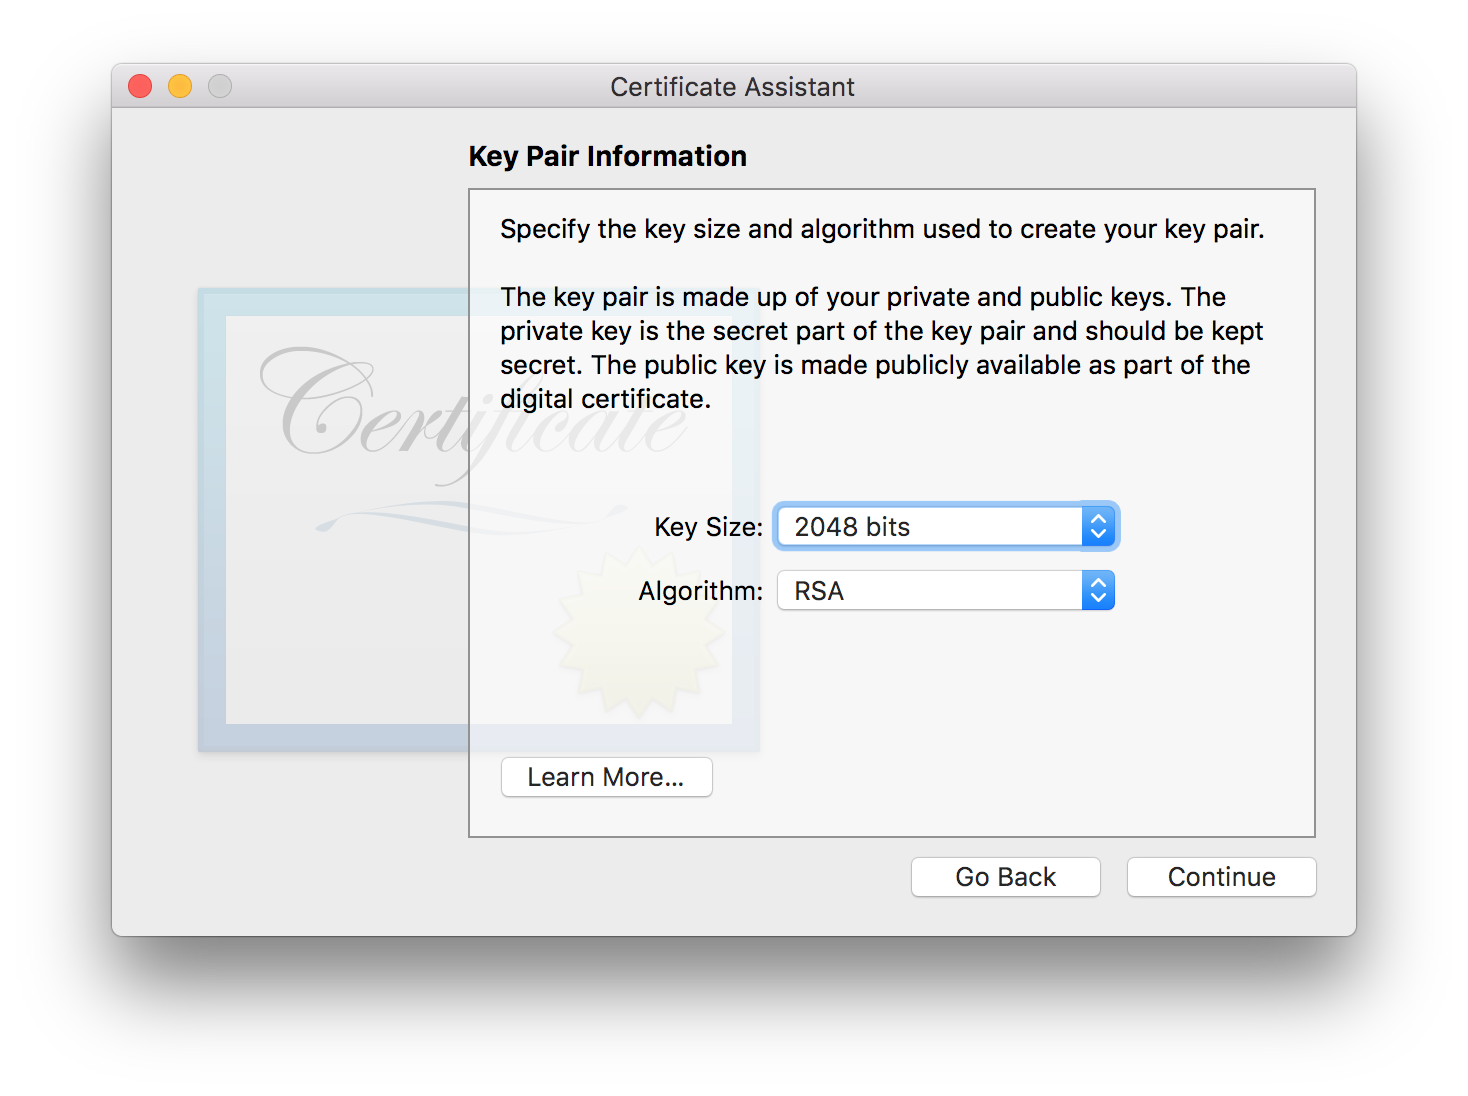 Certificate Assistant
Key Pair Information
Specify the key size and algorithm used to create your key pair.
The key pair is made up of your private and public keys. The
private key is the secret part of the key pair and should be kept
secret. The public key is made publicly available as part of the
digital certificate.
Certificate
Key Size: 2048 bits
Algorithm: RSA
Learn More...
Go Back Continue